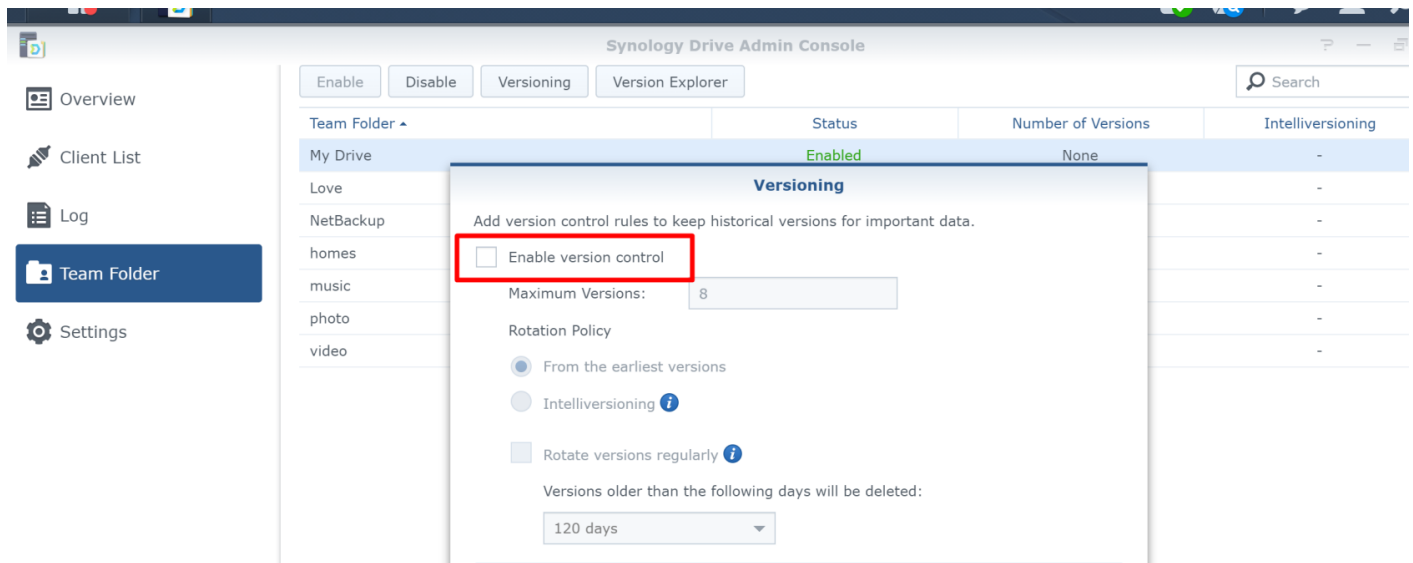 Synology Drive Admin Console
Overview
Client List
Log
Team Folder
Settings
Enable Disable Versioning Version Explorer Search
Team Folder Status Number of Versions Intelliversioning
My Drive Enabled None -
Love -
NetBackup -
homes -
music -
photo -
video -
Versioning
Add version control rules to keep historical versions for important data.
Enable version control
Maximum Versions: 8
Rotation Policy
From the earliest versions
Intelliversioning
Rotate versions regularly
Versions older than the following days will be deleted:
120 days